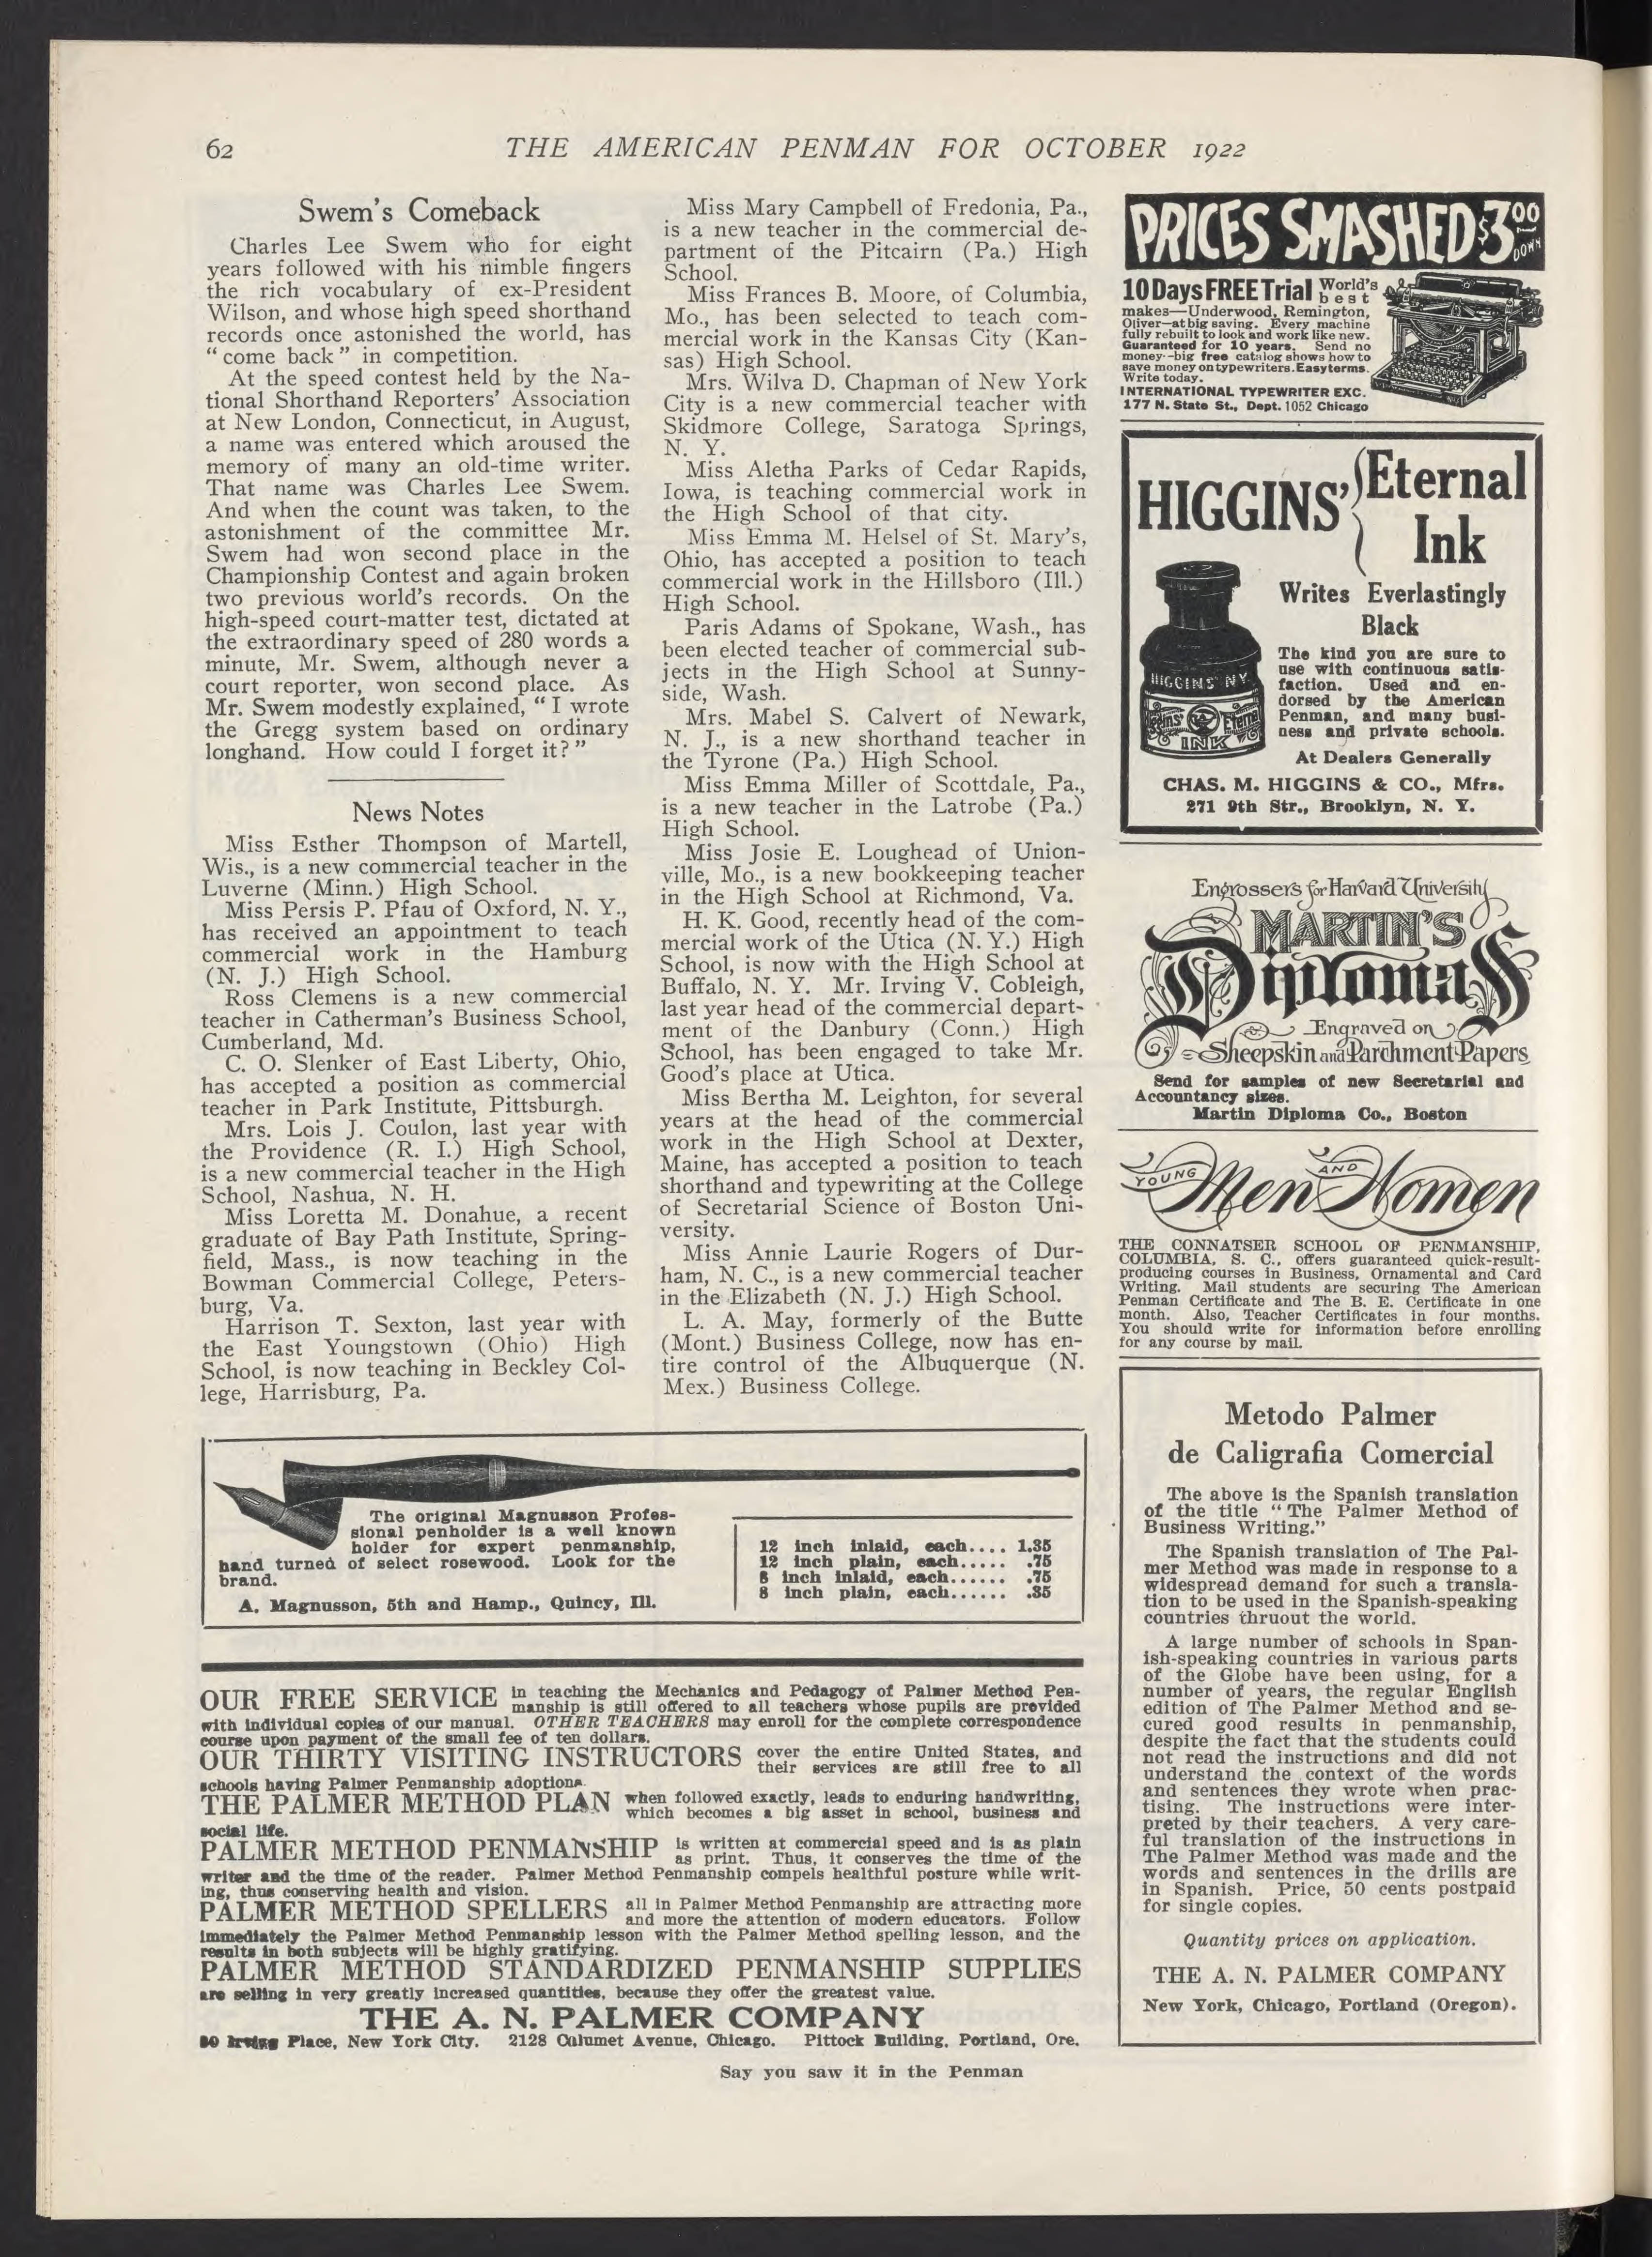 62
THE AMERICAN PENMAN FOR OCTOBER 1922
Swem's Comeback
Charles Lee Swem who for eight
years followed with his nimble fingers
the rich vocabulary of ex-President
Wilson, and whose high speed shorthand
records once astonished the world, has
"come back" in competition.
At the speed contest held by the Na-
tional Shorthand Reporters' Association
at New London, Connecticut, in August,
a name was entered which aroused the
memory of many an old-time writer.
That name was Charles Lee Swem.
And when the count was taken, to the
astonishment of the committee Mr.
Swem had won second place in the
Championship Contest and again broken
two previous world's records. On the
high-speed court-matter test, dictated at
the extraordinary speed of 280 words a
minute, Mr. Swem, although never a
court reporter, won second place. As
Mr. Swem modestly explained, "I wrote
the Gregg system based on ordinary
longhand. How could I forget it?"
News Notes
Miss Esther Thompson of Martell,
Wis., is a new commercial teacher in the
Luverne (Minn.) High School.
Miss Persis P. Pfau of Oxford, N. Y.,
has received an appointment to teach
commercial work in the Hamburg
(N. J.) High School.
Ross Clemens is a new commercial
teacher in Catherman's Business School,
Cumberland, Md.
C. O. Slenker of East Liberty, Ohio,
has accepted a position as commercial
teacher in Park Institute, Pittsburgh.
Mrs. Lois J. Coulon, last year with
the Providence (R. I.) High School,
is a new commercial teacher in the High
School, Nashua, N. H.
Miss Loretta M. Donahue, a recent
graduate of Bay Path Institute, Spring-
field, Mass., is now teaching in the
Bowman Commercial College, Peters-
burg, Va.
Harrison T. Sexton, last year with
the East Youngstown (Ohio) High
School, is now teaching in Beckley Col-
lege, Harrisburg, Pa.
Miss Mary Campbell of Fredonia, Pa.,
is a new teacher in the commercial de-
partment of the Pitcairn (Pa.) High
School.
Miss Frances B. Moore, of Columbia,
Mo., has been selected to teach com-
mercial work in the Kansas City (Kan-
sas) High School.
Mrs. Wilva D. Chapman of New York
City is a new commercial teacher with
Skidmore College, Saratoga Springs,
N. Y.
Miss Aletha Parks of Cedar Rapids,
Iowa, is teaching commercial work in
the High School of that city.
Miss Emma M. Helsel of St. Mary's,
Ohio, has accepted a position to teach
commercial work in the Hillsboro (Ill.)
High School.
Paris Adams of Spokane, Wash., has
been elected teacher of commercial sub-
jects in the High School at Sunny-
side, Wash.
Mrs. Mabel S. Calvert of Newark,
N. J., is a new shorthand teacher in
the Tyrone (Pa.) High School.
Miss Emma Miller of Scottdale, Pa.,
is a new teacher in the Latrobe (Pa.)
High School.
Miss Josie E. Loughead of Union-
ville, Mo., is a new bookkeeping teacher
in the High School at Richmond, Va.
H. K. Good, recently head of the com-
mercial work of the Utica (N. Y.) High
School, is now with the High School at
Buffalo, N. Y. Mr. Irving V. Cobleigh,
last year head of the commercial depart-
ment of the Danbury (Conn.) High
School, has been engaged to take Mr.
Good's place at Utica.
Miss Bertha M. Leighton, for several
years at the head of the commercial
work in the High School at Dexter,
Maine, has accepted a position to teach
shorthand and typewriting at the College
of Secretarial Science of Boston Uni-
versity.
Miss Annie Laurie Rogers of Dur-
ham, N. C., is a new commercial teacher
in the Elizabeth (N. J.) High School.
L. A. May, formerly of the Butte
(Mont.) Business College, now has en-
tire control of the Albuquerque (N.
Mex.) Business College.
PRICES SMASHED $3.00 DOWN
10 Days FREE Trial World's best
makes—Underwood, Remington,
Oliver—at big saving. Every machine
fully rebuilt to look and work like new.
Guaranteed for 10 years. Send no
money--big free catalog shows how to
save money on typewriters. Easy terms.
Write today.
INTERNATIONAL TYPEWRITER EXC.
177 N. State St., Dept. 1052 Chicago
HIGGINS' Eternal
Ink
HIGGINS' N.Y.
Higgins' Eternal
INK
Writes Everlastingly
Black
The kind you are sure to
use with continuous satis-
faction. Used and en-
dorsed by the American
Penman, and many busi-
ness and private schools.
At Dealers Generally
CHAS. M. HIGGINS & CO., Mfrs.
271 9th Str., Brooklyn, N. Y.
Engrossers for Harvard University
MARTIN'S
Diplomas
Engraved on
Sheepskin and Parchment Papers
Send for samples of new Secretarial and
Accountancy sizes.
Martin Diploma Co., Boston
YOUNG Men AND Women
THE CONNATSER SCHOOL OF PENMANSHIP,
COLUMBIA, S. C., offers guaranteed quick-result-
producing courses in Business, Ornamental and Card
Writing. Mail students are securing The American
Penman Certificate and The B. E. Certificate in one
month. Also, Teacher Certificates in four months.
You should write for information before enrolling
for any course by mail.
Metodo Palmer
de Caligrafia Comercial
The above is the Spanish translation
of the title "The Palmer Method of
Business Writing."
The Spanish translation of The Pal-
mer Method was made in response to a
widespread demand for such a transla-
tion to be used in the Spanish-speaking
countries thruout the world.
A large number of schools in Span-
ish-speaking countries in various parts
of the Globe have been using, for a
number of years, the regular English
edition of The Palmer Method and se-
cured good results in penmanship,
despite the fact that the students could
not read the instructions and did not
understand the context of the words
and sentences they wrote when prac-
tising. The instructions were inter-
preted by their teachers. A very care-
ful translation of the instructions in
The Palmer Method was made and the
words and sentences in the drills are
in Spanish. Price, 50 cents postpaid
for single copies.
Quantity prices on application.
THE A. N. PALMER COMPANY
New York, Chicago, Portland (Oregon).
The original Magnusson Profes-
sional penholder is a well known
holder for expert penmanship,
hand turned of select rosewood. Look for the
brand.
A. Magnusson, 5th and Hamp., Quincy, Ill.
12 inch inlaid, each.... 1.35
12 inch plain, each..... .75
8 inch inlaid, each...... .75
8 inch plain, each...... .35
OUR FREE SERVICE in teaching the Mechanics and Pedagogy of Palmer Method Pen-
manship is still offered to all teachers whose pupils are provided
with individual copies of our manual. OTHER TEACHERS may enroll for the complete correspondence
course upon payment of the small fee of ten dollars.
OUR THIRTY VISITING INSTRUCTORS cover the entire United States, and
their services are still free to all
schools having Palmer Penmanship adoptions.
THE PALMER METHOD PLAN when followed exactly, leads to enduring handwriting,
which becomes a big asset in school, business and
social life.
PALMER METHOD PENMANSHIP is written at commercial speed and is as plain
as print. Thus, it conserves the time of the
writer and the time of the reader. Palmer Method Penmanship compels healthful posture while writ-
ing, thus conserving health and vision.
PALMER METHOD SPELLERS all in Palmer Method Penmanship are attracting more
and more the attention of modern educators. Follow
immediately the Palmer Method Penmanship lesson with the Palmer Method spelling lesson, and the
results in both subjects will be highly gratifying.
PALMER METHOD STANDARDIZED PENMANSHIP SUPPLIES
are selling in very greatly increased quantities, because they offer the greatest value.
THE A. N. PALMER COMPANY
30 Irving Place, New York City. 2128 Calumet Avenue, Chicago. Pittock Building, Portland, Ore.
Say you saw it in the Penman